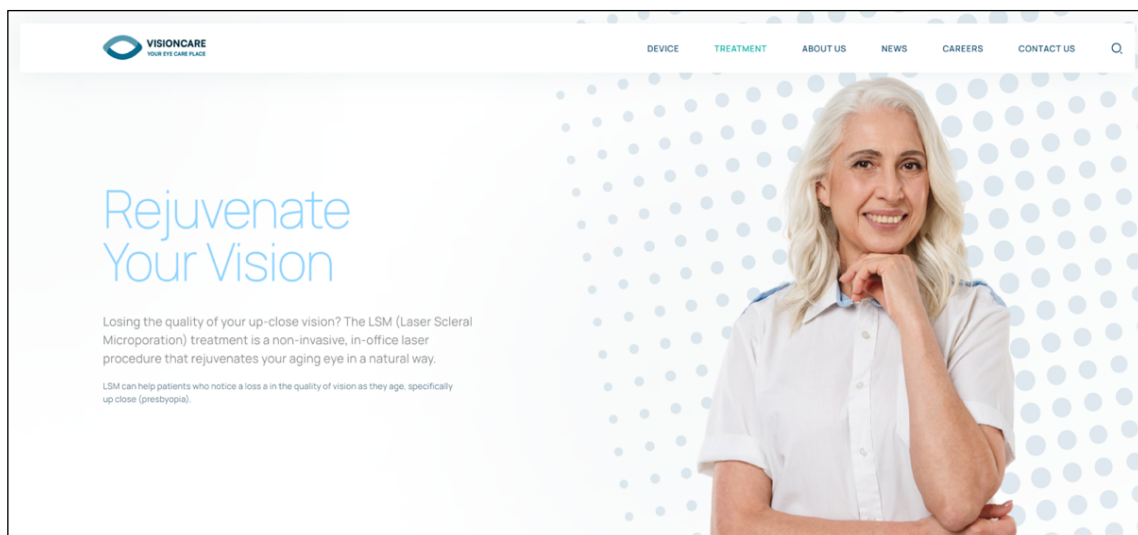 VISIONCARE
YOUR EYE CARE PLACE
DEVICE
TREATMENT
ABOUT US
NEWS
CAREERS
CONTACT US
Rejuvenate
Your Vision
Losing the quality of your up-close vision? The LSM (Laser Scleral
Microporation) treatment is a non-invasive, in-office laser
procedure that rejuvenates your aging eye in a natural way.
LSM can help patients who notice a loss a in the quality of vision as they age, specifically
up close (presbyopia).